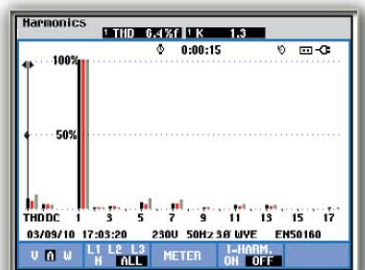 Harmonics
1 THD 6.4%f 1 K 1.3
0:00:15
100%
50%
THDDC 1 3 5 7 9 11 13 15 17
03/09/10 17:03:20 230V 50Hz 3Ø WYE EN50160
V A W L1 L2 L3 N ALL METER I-HARM. ON OFF